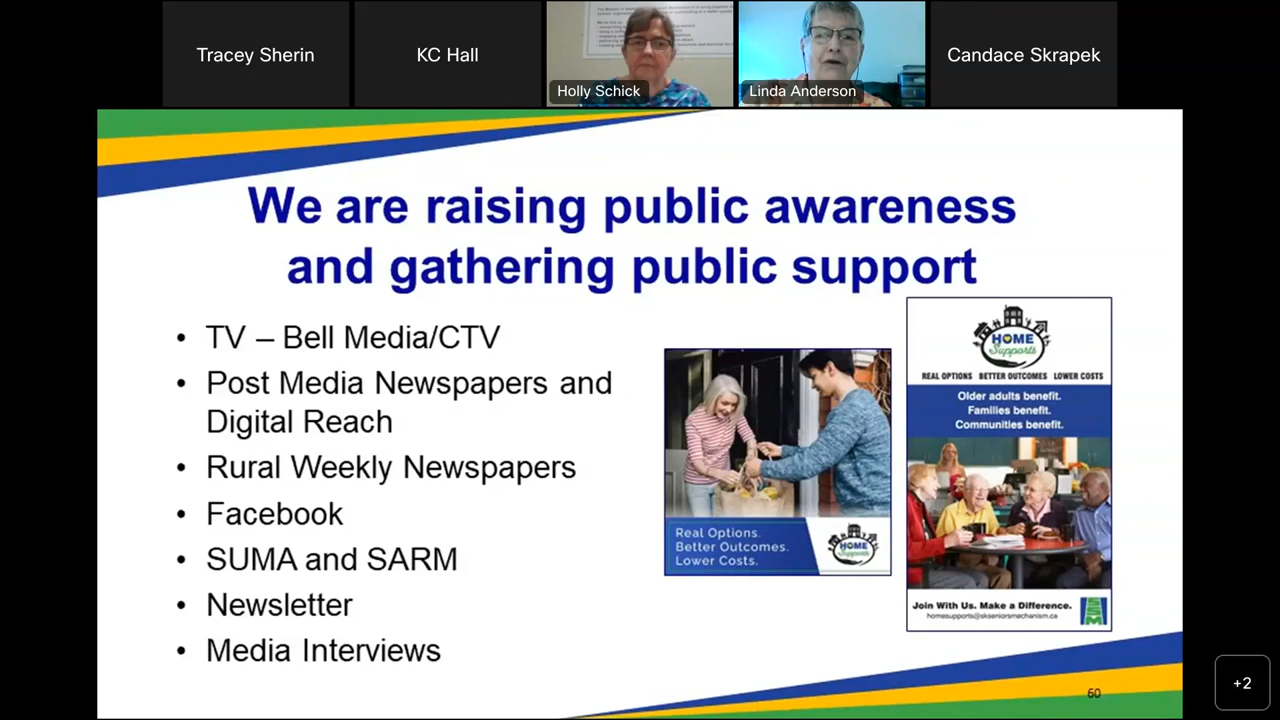 Tracey Sherin
KC Hall
Holly Schick
Linda Anderson
Candace Skrapek
We are raising public awareness
and gathering public support
• TV – Bell Media/CTV
• Post Media Newspapers and
Digital Reach
• Rural Weekly Newspapers
• Facebook
• SUMA and SARM
• Newsletter
• Media Interviews
Real Options.
Better Outcomes.
Lower Costs.
HOME
HOME
Supports
REAL OPTIONS BETTER OUTCOMES LOWER COSTS
Older adults benefit.
Families benefit.
Communities benefit.
Join With Us. Make a Difference.
homesupports@skseniorsmechanism.ca
60
+2